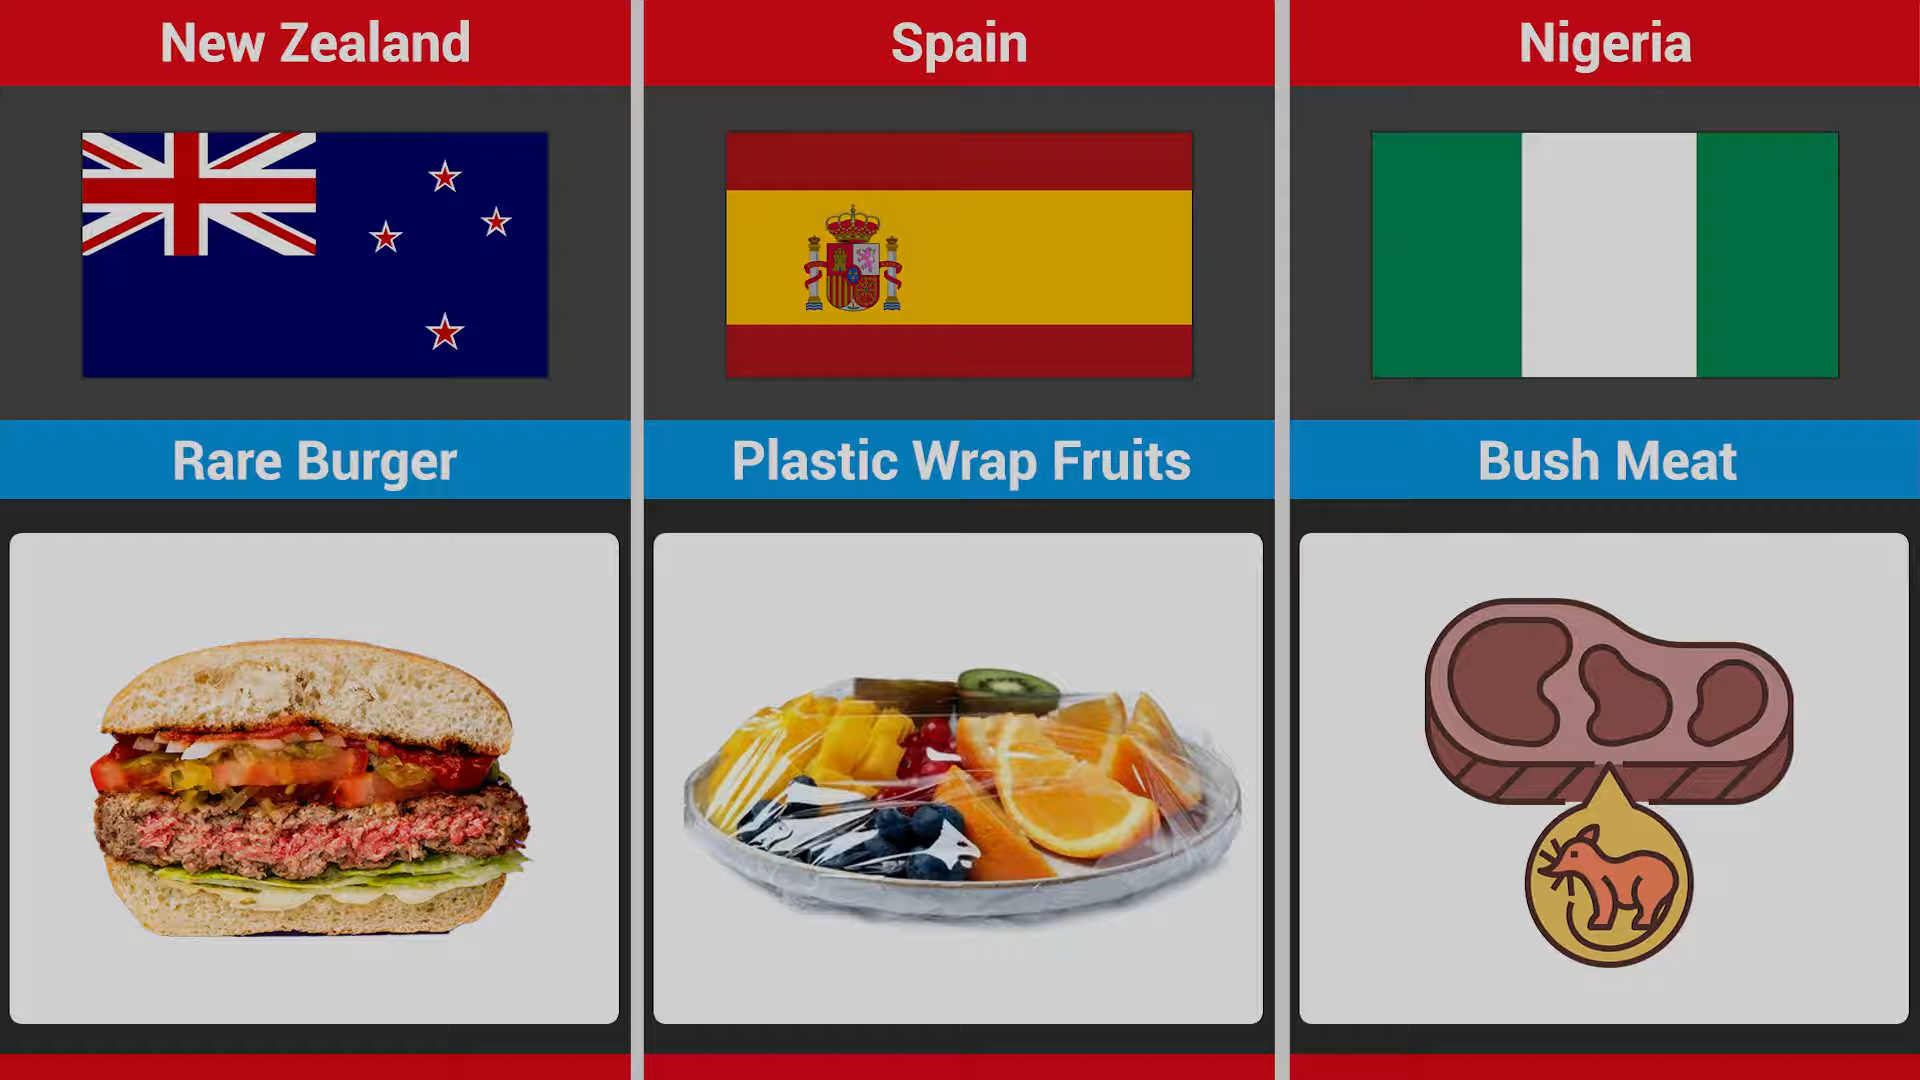 New Zealand
Spain
Nigeria
Rare Burger
Plastic Wrap Fruits
Bush Meat